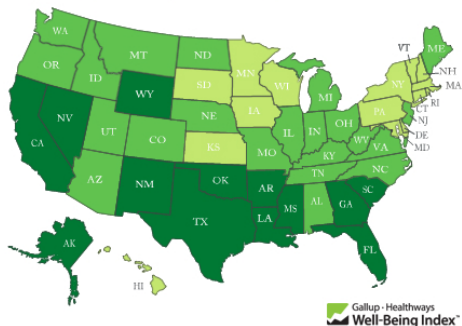 WA
MT
ND
MN
VT
ME
OR
ID
WY
SD
WI
MI
NY
NH
MA
RI
CT
NJ
PA
IA
NE
NV
UT
CO
CA
KS
MO
IL
IN
OH
WV
VA
DE
MD
KY
NC
TN
AZ
NM
OK
AR
SC
MS
AL
GA
LA
TX
FL
AK
HI
Gallup · Healthways
Well-Being Index™